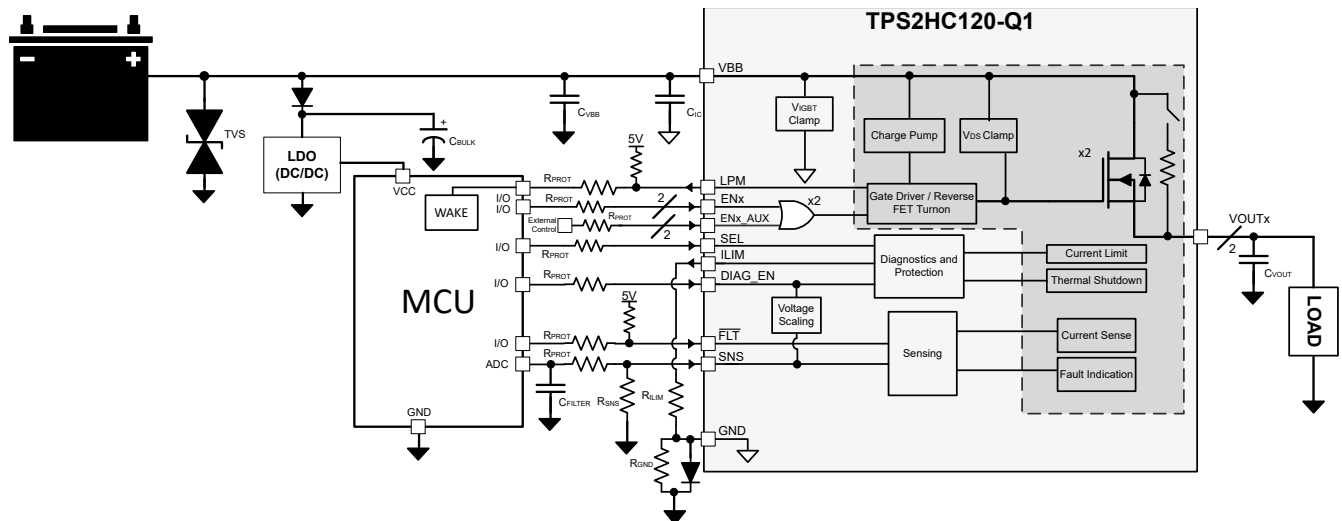 TPS2HC120-Q1
VBB
TVS
LDO
(DC/DC)
CBULK
CVBB
CIC
VIGBT
Clamp
Charge Pump
VDS Clamp
x2
5V
VCC
WAKE
I/O
RPROT
LPM
I/O
RPROT
2
ENx
x2
Gate Driver / Reverse
FET Turnon
External
Control
RPROT
2
ENx_AUX
VOUTx
2
I/O
RPROT
SEL
ILIM
Diagnostics and
Protection
Current Limit
CVOUT
I/O
RPROT
DIAG_EN
Thermal Shutdown
MCU
5V
Voltage
Scaling
LOAD
I/O
RPROT
FLT
Sensing
Current Sense
ADC
RPROT
SNS
Fault Indication
CFILTER
RSNS
RILIM
GND
GND
RGND